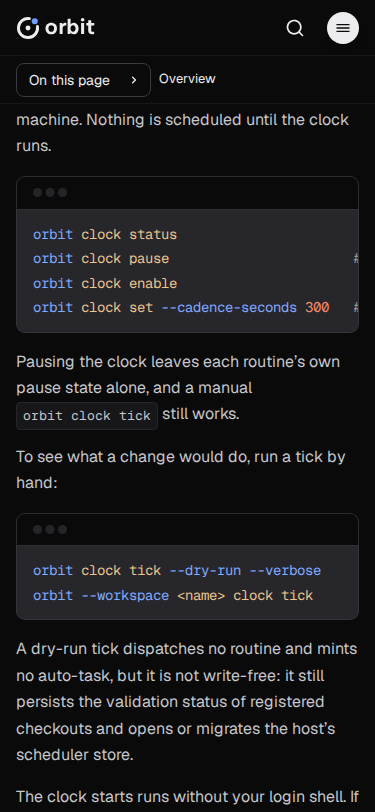 orbit
On this page
Overview
machine. Nothing is scheduled until the clock
runs.
orbit clock status
orbit clock pause #
orbit clock enable
orbit clock set --cadence-seconds 300 #
Pausing the clock leaves each routine’s own
pause state alone, and a manual
orbit clock tick still works.
To see what a change would do, run a tick by
hand:
orbit clock tick --dry-run --verbose
orbit --workspace <name> clock tick
A dry-run tick dispatches no routine and mints
no auto-task, but it is not write-free: it still
persists the validation status of registered
checkouts and opens or migrates the host’s
scheduler store.
The clock starts runs without your login shell. If